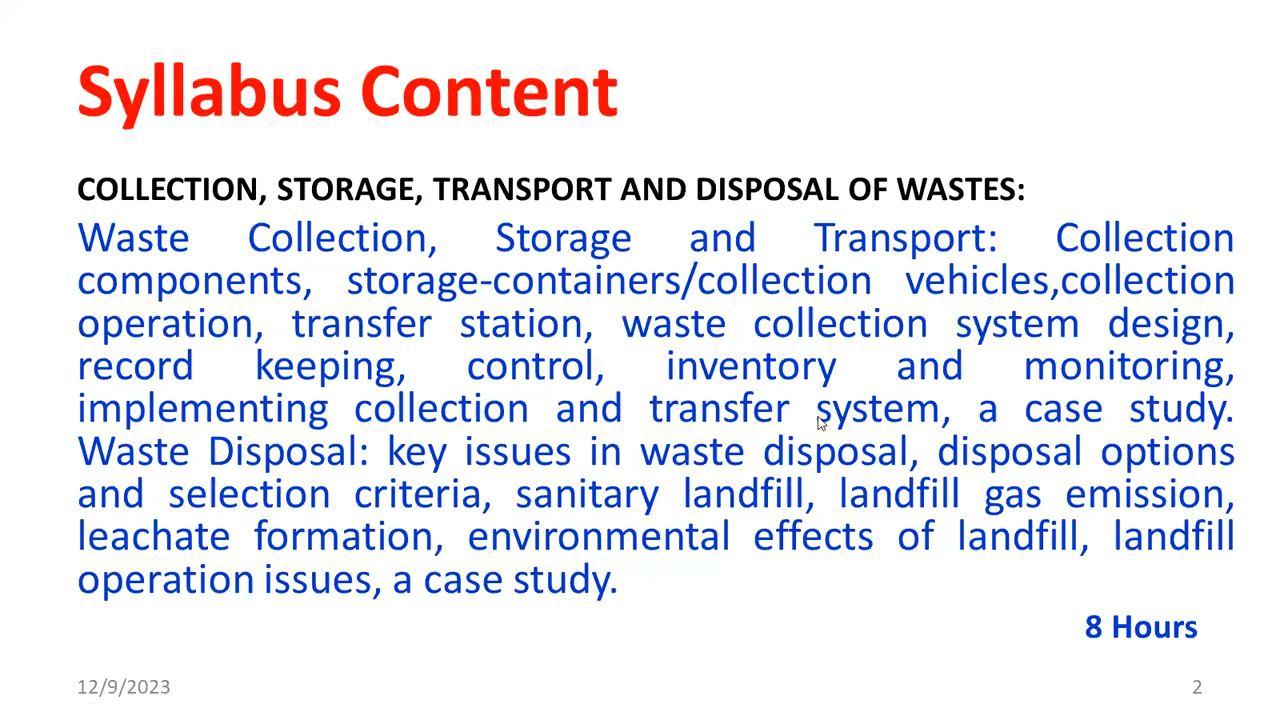 Syllabus Content
COLLECTION, STORAGE, TRANSPORT AND DISPOSAL OF WASTES:
Waste Collection, Storage and Transport: Collection
components, storage-containers/collection vehicles,collection
operation, transfer station, waste collection system design,
record keeping, control, inventory and monitoring,
implementing collection and transfer system, a case study.
Waste Disposal: key issues in waste disposal, disposal options
and selection criteria, sanitary landfill, landfill gas emission,
leachate formation, environmental effects of landfill, landfill
operation issues, a case study.
8 Hours
12/9/2023
2